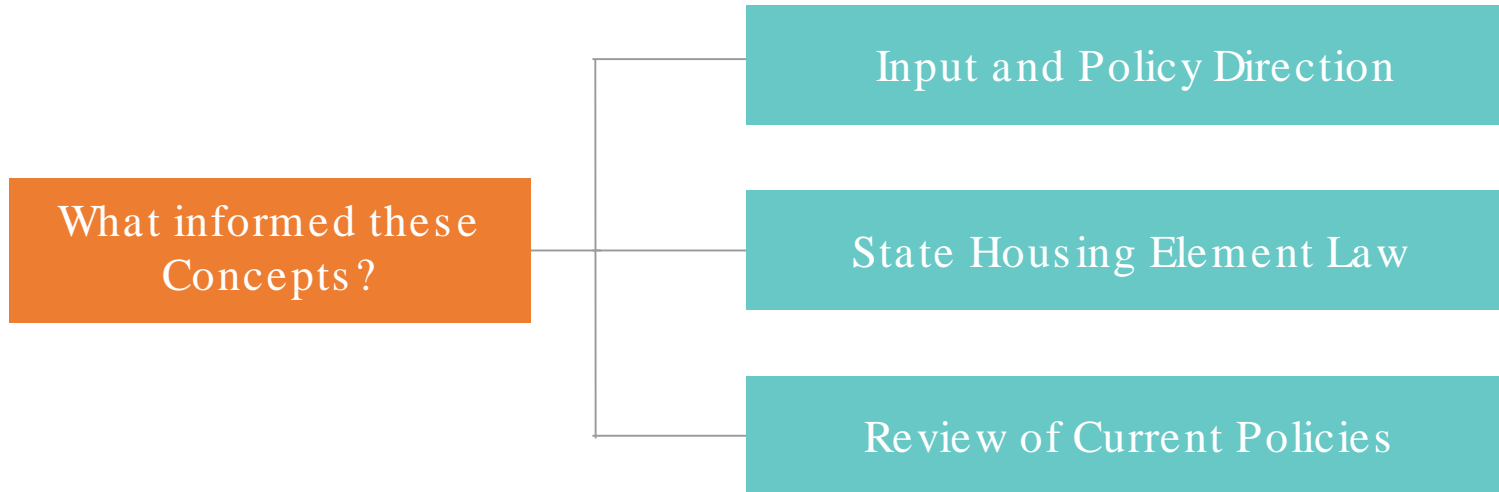 What informed these
Concepts?
Input and Policy Direction
State Housing Element Law
Review of Current Policies